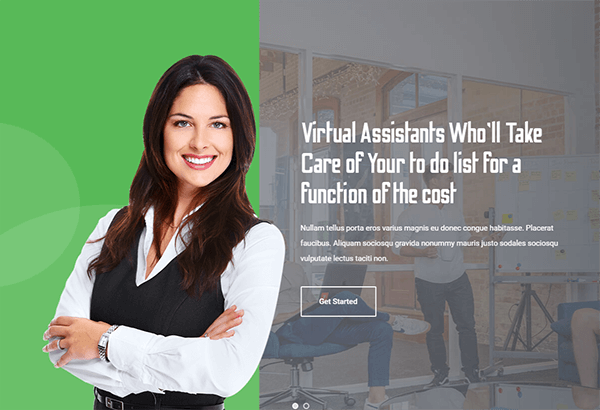 Virtual Assistants Who'll Take
Care of Your to do list for a
function of the cost
Nullam tellus porta eros varius magnis eu donec congue habitasse. Placerat
faucibus. Aliquam sociosqu gravida nonummy mauris justo sodales sociosqu
vulputate lectus taciti non.
Get Started